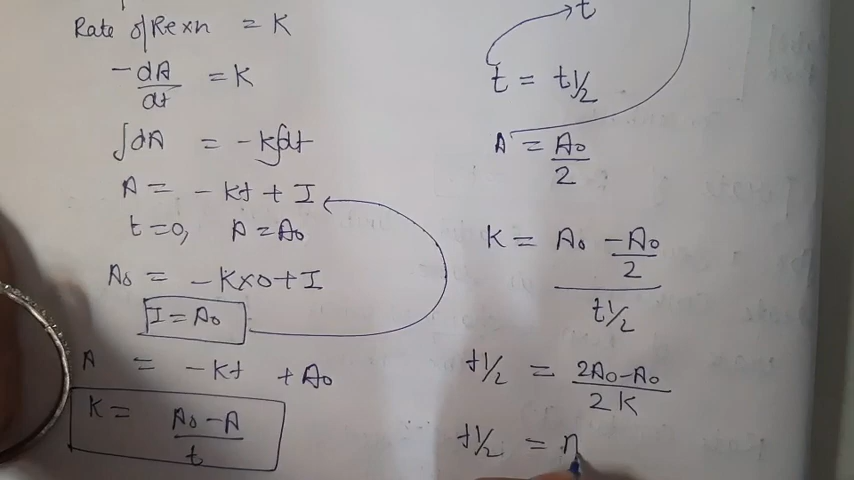 Rate of Rexn = K
-dA/dt = K
∫dA = -K∫dt
A = -Kt + I
t=0, A = A₀
A₀ = -K×0+I
I = A₀
A = -Kt + A₀
K = A₀ - A / t
t
t = t1/2
A = A₀/2
K = A₀ - A₀/2 / t1/2
t1/2 = 2A₀-A₀ / 2K
t1/2 =